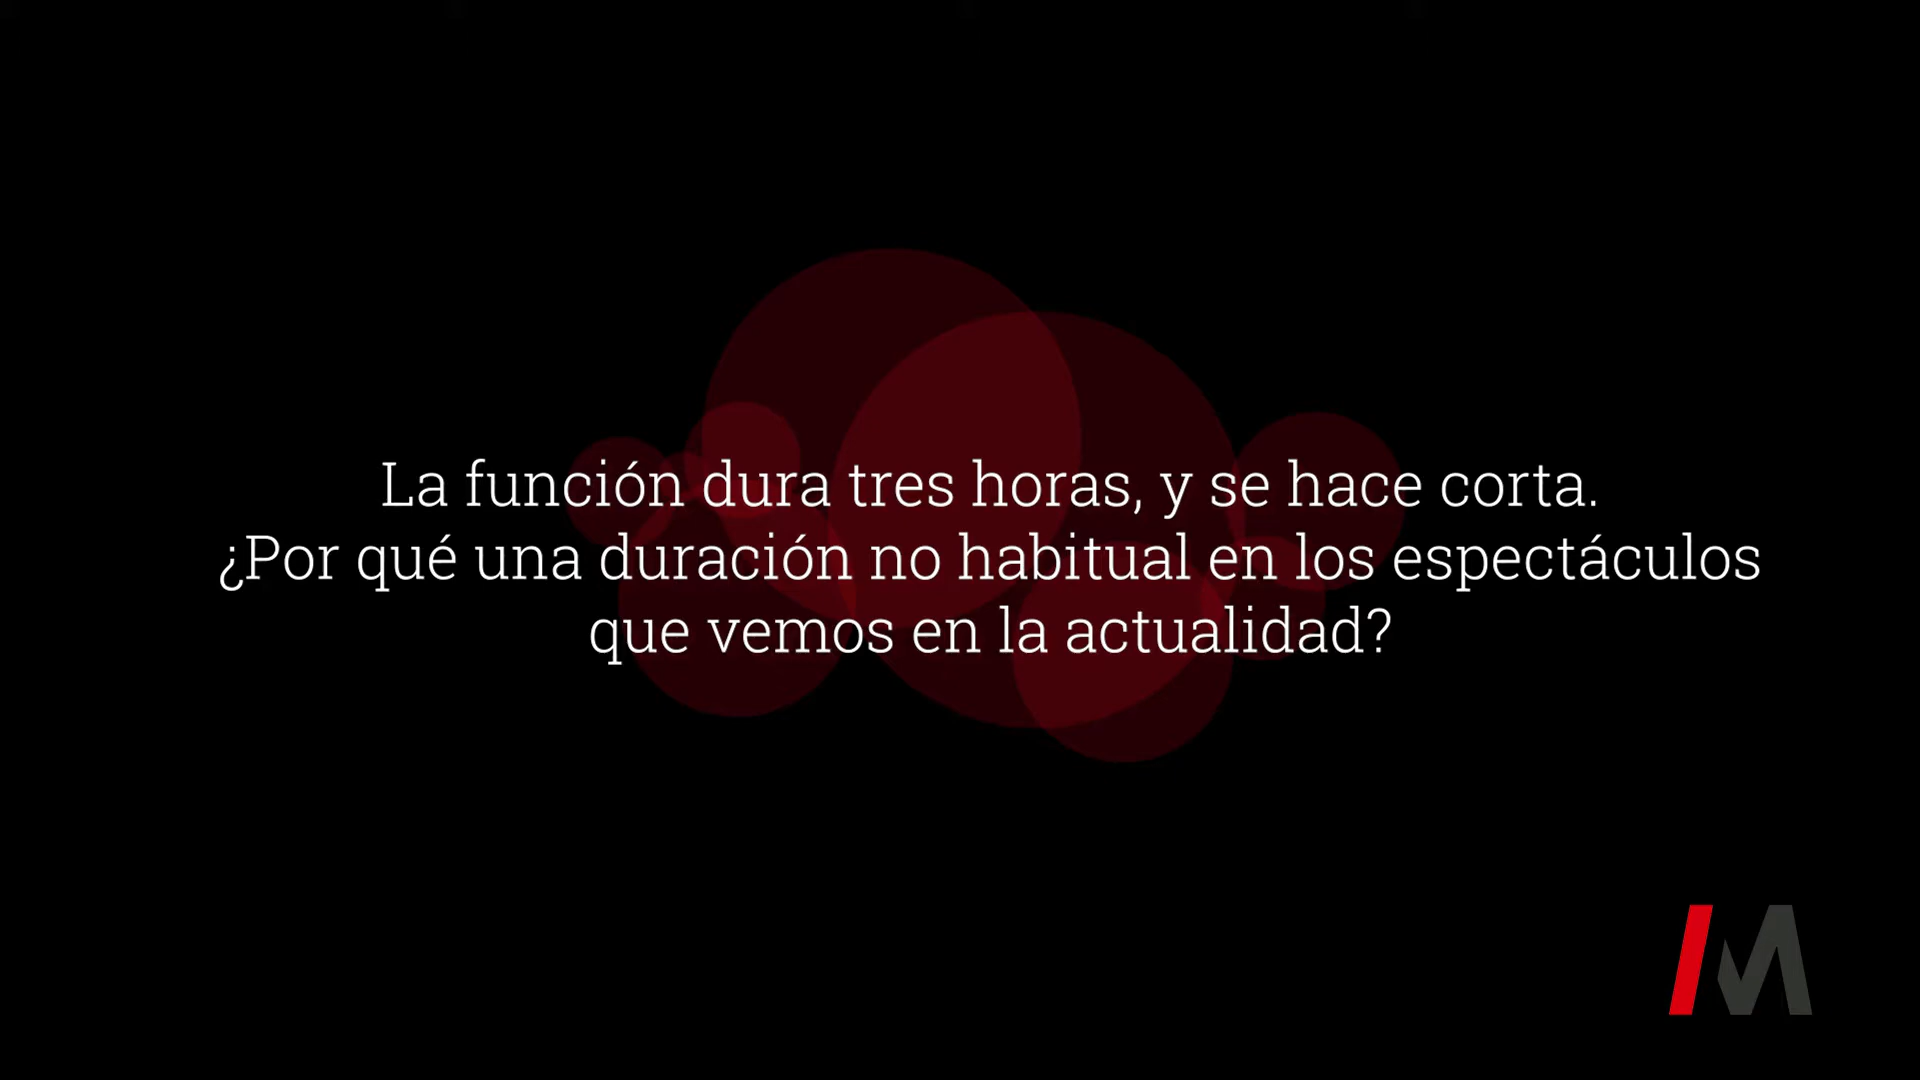 La función dura tres horas, y se hace corta.
¿Por qué una duración no habitual en los espectáculos
que vemos en la actualidad?
IM